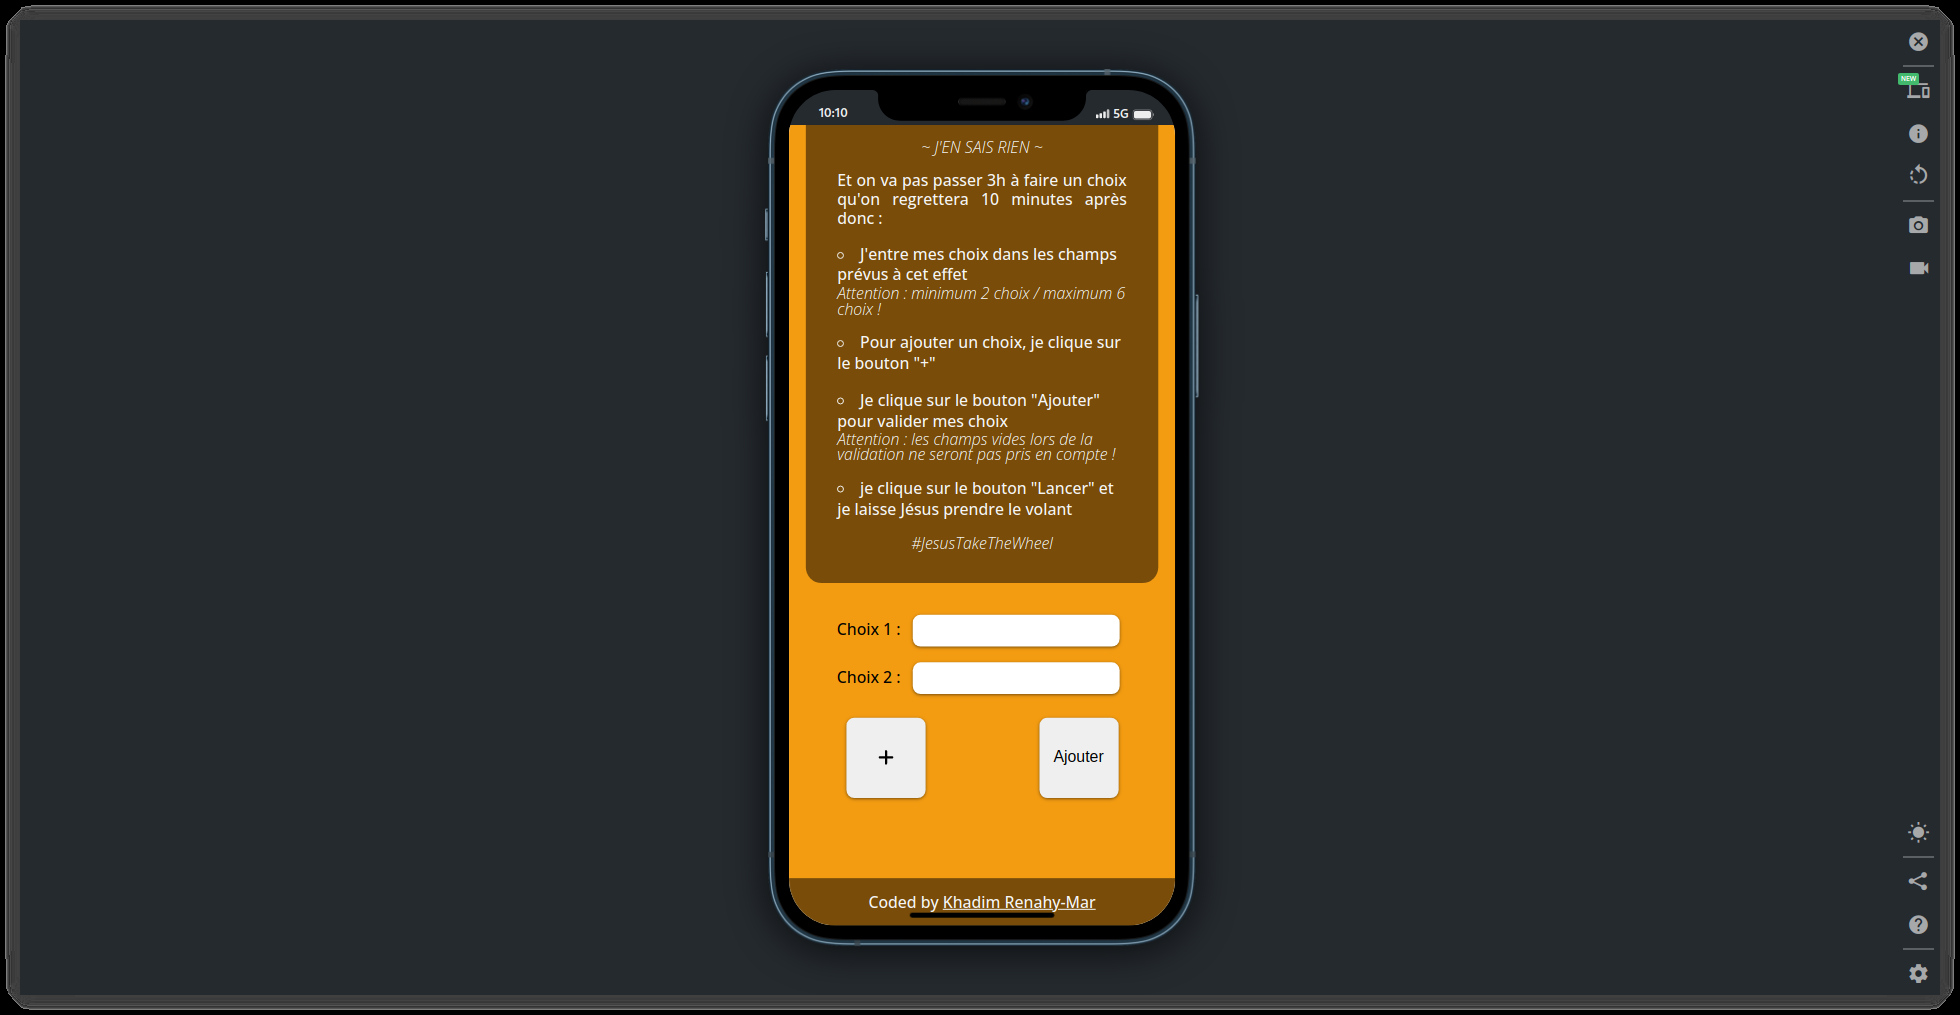 NEW
10:10
5G
~ J'EN SAIS RIEN ~
Et on va pas passer 3h à faire un choix
qu'on regrettera 10 minutes après
donc :
J'entre mes choix dans les champs
prévus à cet effet
Attention : minimum 2 choix / maximum 6
choix !
Pour ajouter un choix, je clique sur
le bouton "+"
Je clique sur le bouton "Ajouter"
pour valider mes choix
Attention : les champs vides lors de la
validation ne seront pas pris en compte !
je clique sur le bouton "Lancer" et
je laisse Jésus prendre le volant
#JesusTakeTheWheel
Choix 1 :
Choix 2 :
+
Ajouter
Coded by Khadim Renahy-Mar